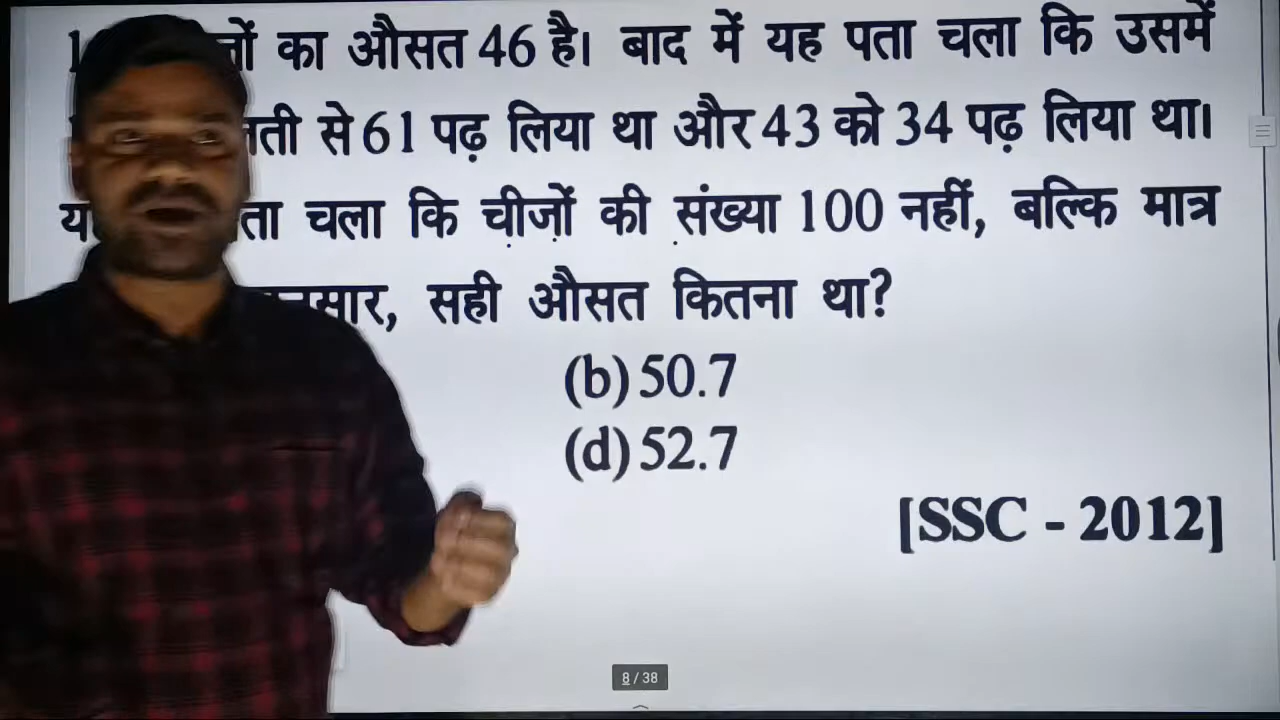 का औसत 46 है। बाद में यह पता चला कि उसमें
से 61 पढ़ लिया था और 43 को 34 पढ़ लिया था।
चला कि चीज़ों की संख्या 100 नहीं, बल्कि मात्र
सही औसत कितना था?
(b) 50.7
(d) 52.7
[SSC - 2012]
8 / 38